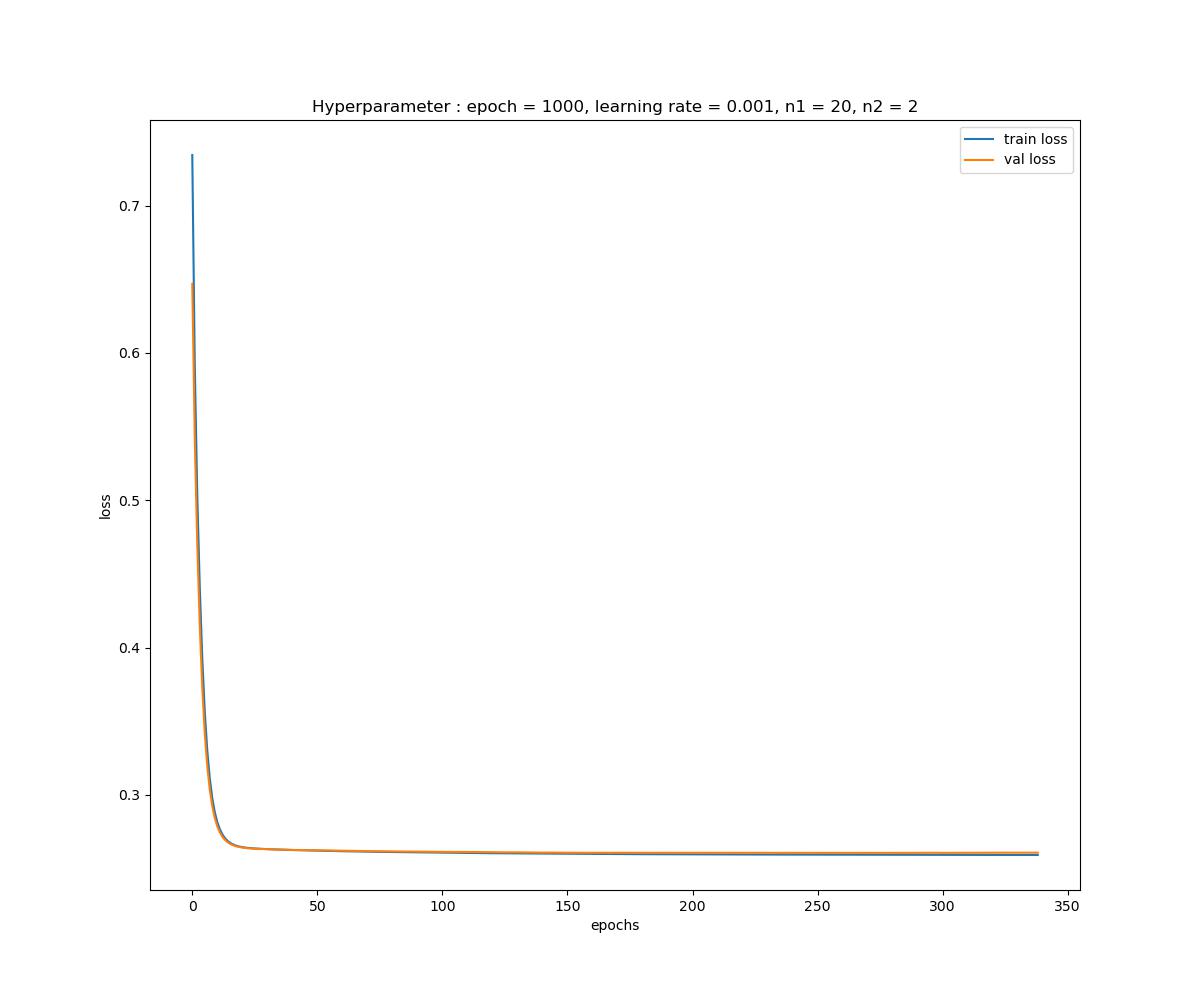 Hyperparameter : epoch = 1000, learning rate = 0.001, n1 = 20, n2 = 2
train loss
val loss
0.7
0.6
0.5
0.4
0.3
loss
0 50 100 150 200 250 300 350
epochs